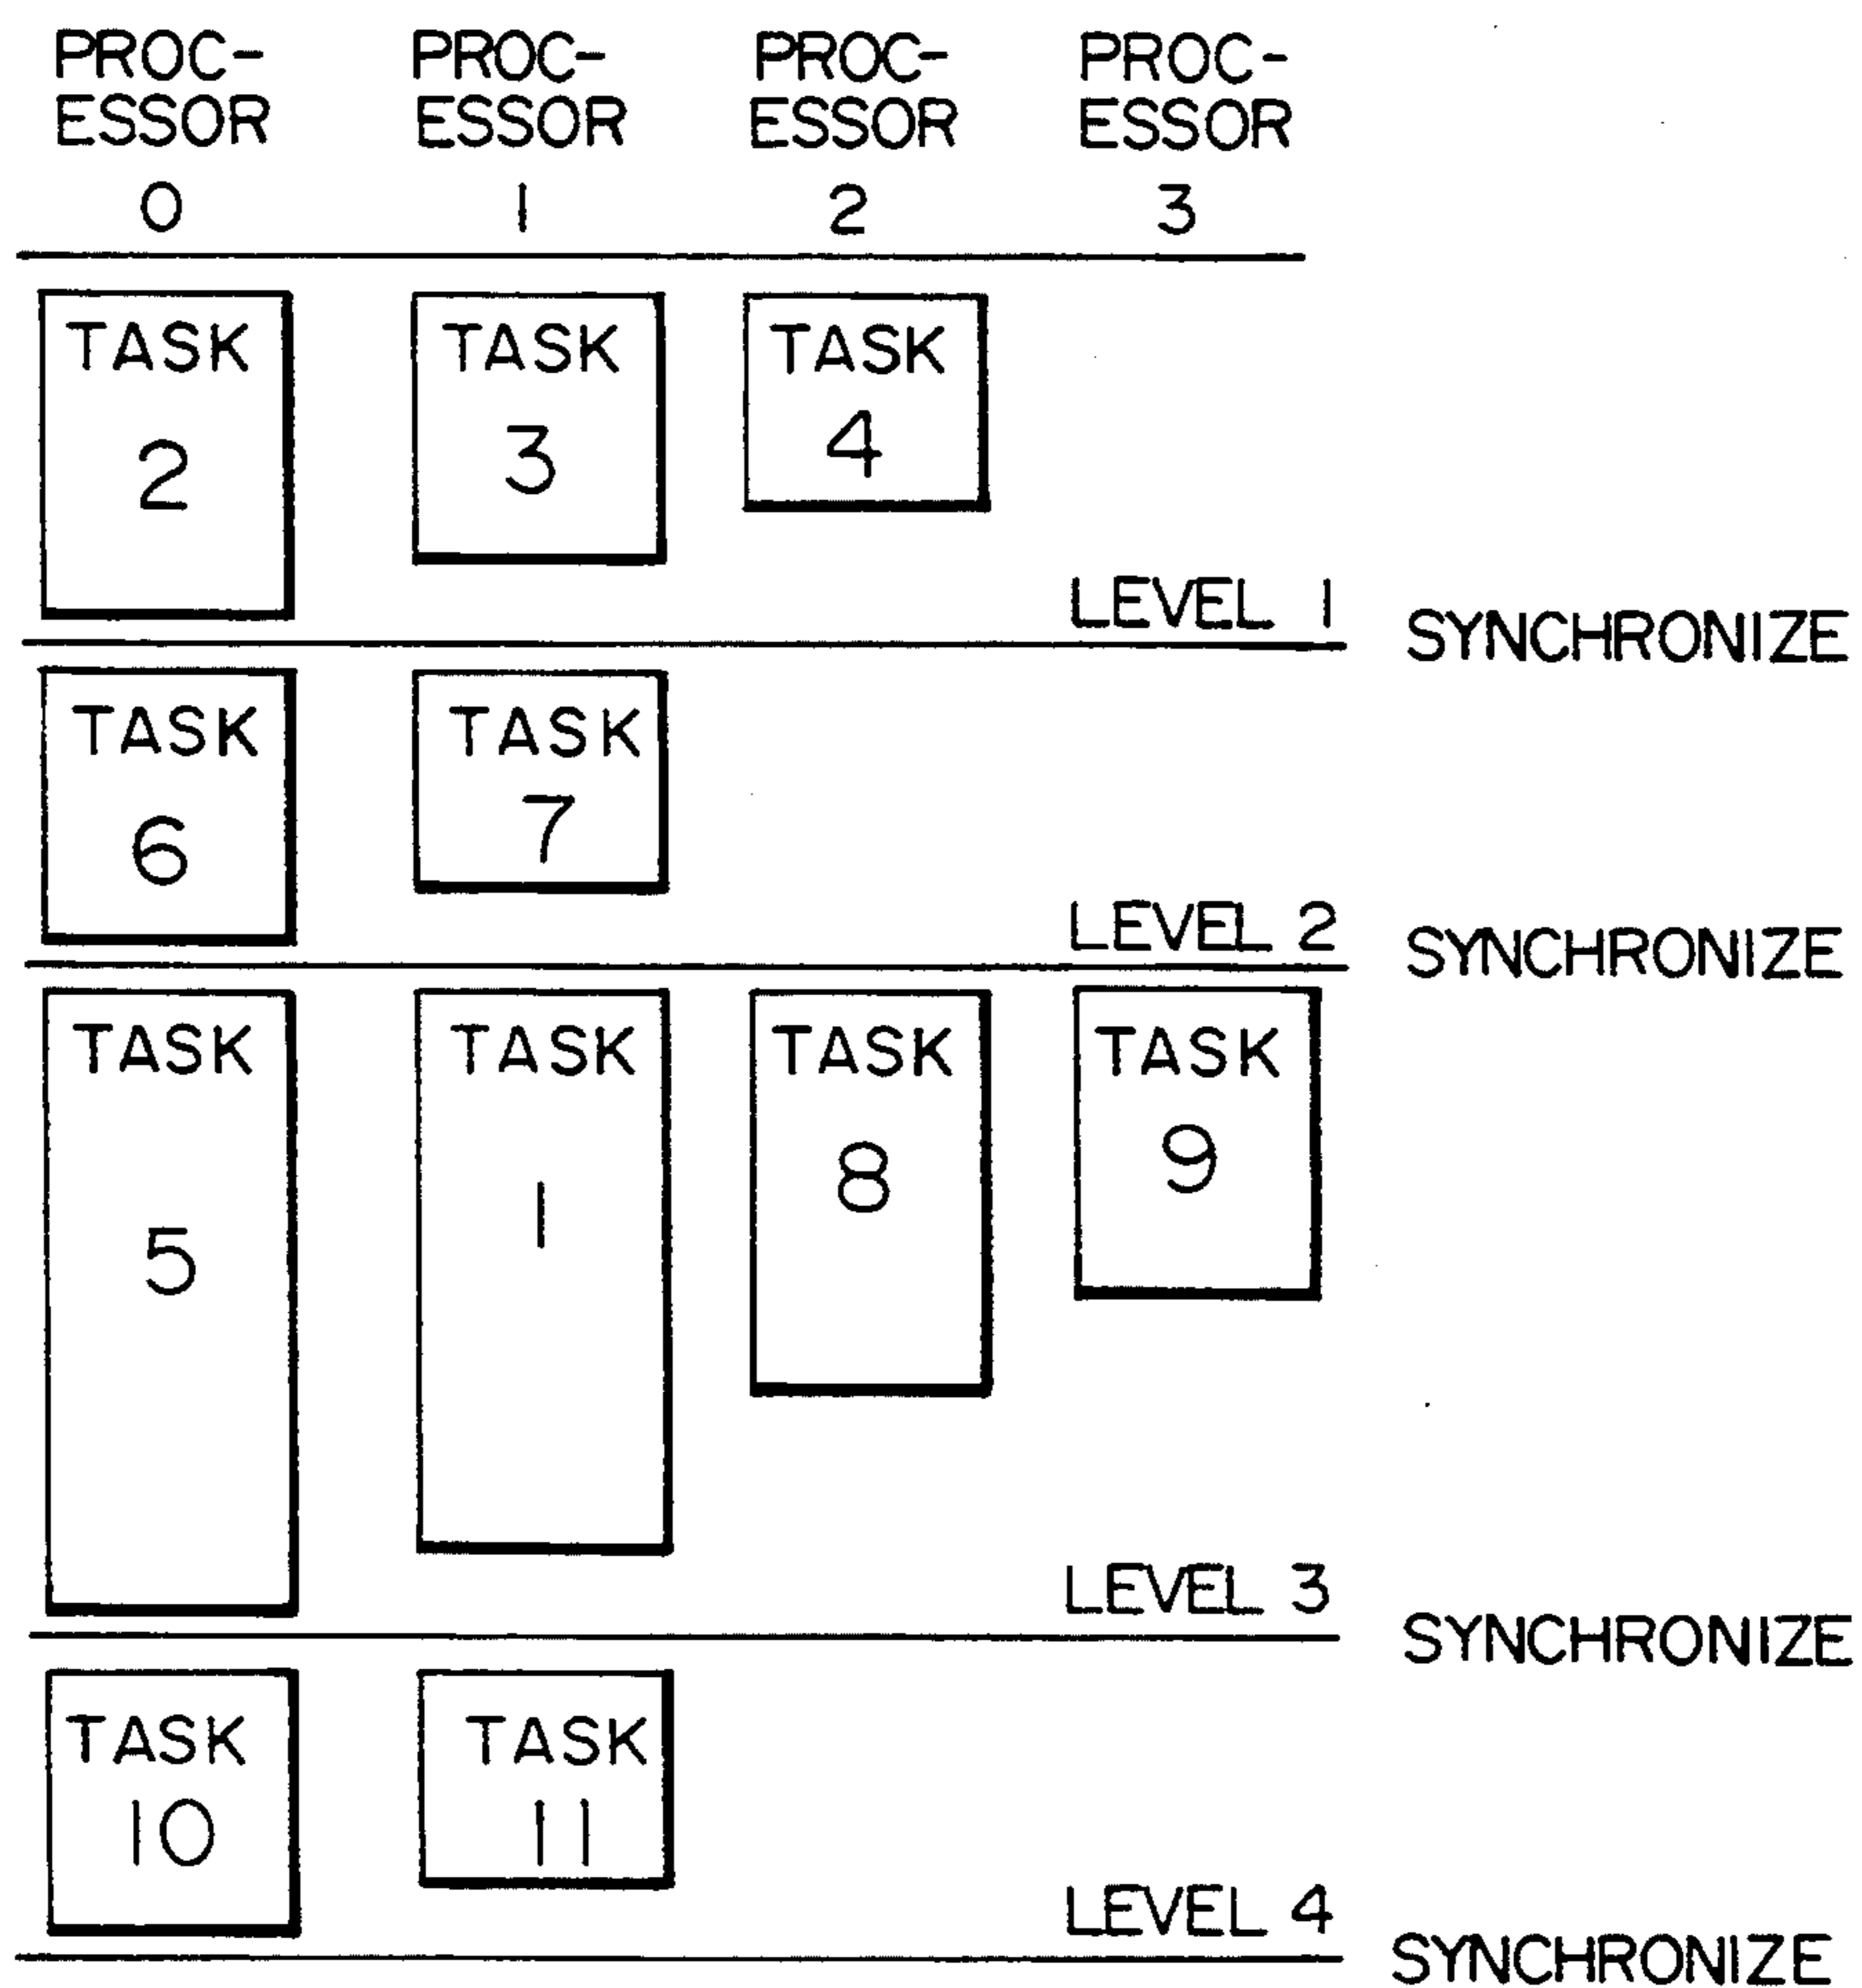 PROC- PROC- PROC- PROC-
ESSOR ESSOR ESSOR ESSOR
0 1 2 3
TASK TASK TASK
2 3 4
LEVEL 1 SYNCHRONIZE
TASK TASK
6 7
LEVEL 2 SYNCHRONIZE
TASK TASK TASK TASK
5 1 8 9
LEVEL 3 SYNCHRONIZE
TASK TASK
10 11
LEVEL 4 SYNCHRONIZE